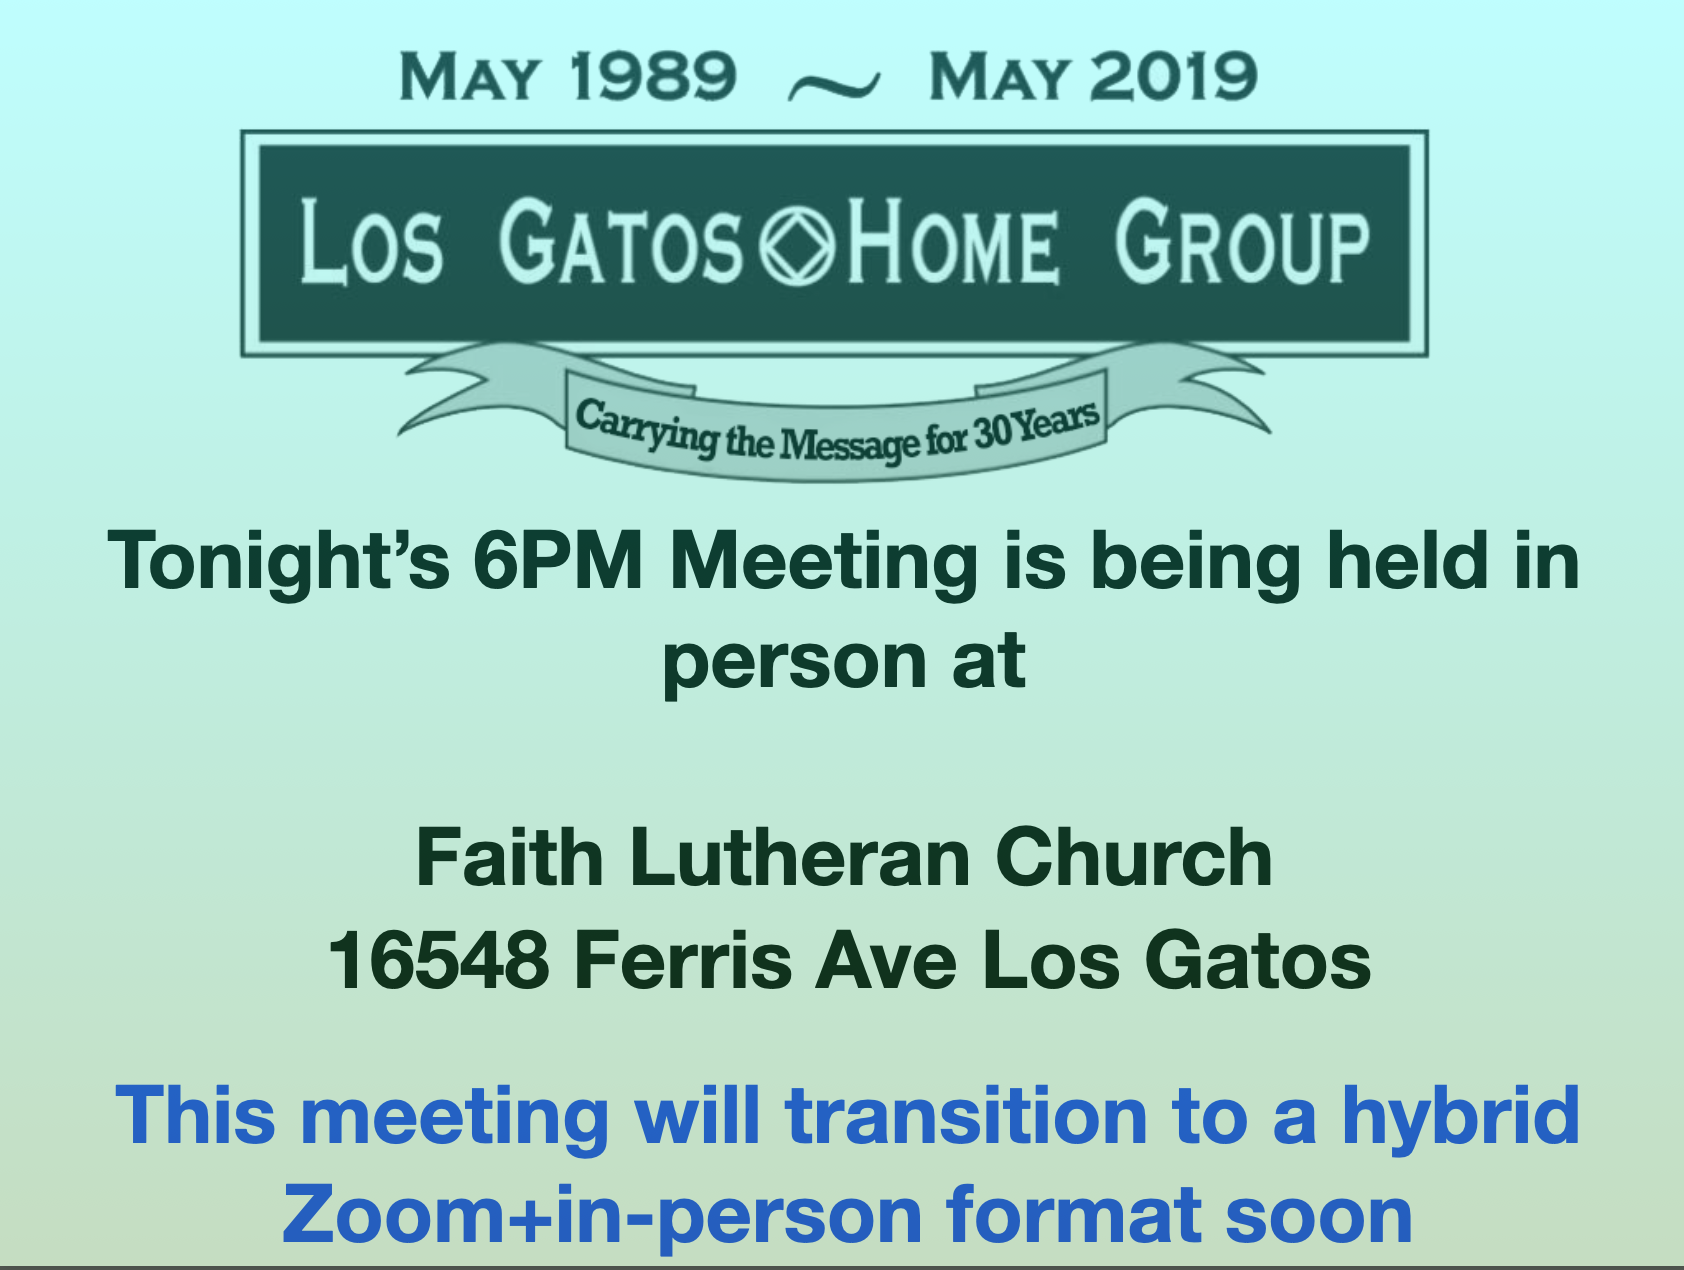 May 1989 ~ May 2019
Los Gatos Home Group
Carrying the Message for 30 Years
Tonight’s 6PM Meeting is being held in
person at
Faith Lutheran Church
16548 Ferris Ave Los Gatos
This meeting will transition to a hybrid
Zoom+in-person format soon